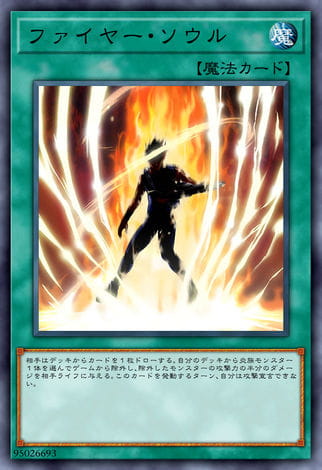 ファイヤー・ソウル
魔
【魔法カード】
相手はデッキからカードを1枚ドローする。自分のデッキから炎族モンスター
1体を選んでゲームから除外し、除外したモンスターの攻撃力の半分のダメー
ジを相手ライフに与える。このカードを発動するターン、自分は攻撃宣言できな
い。
95026693